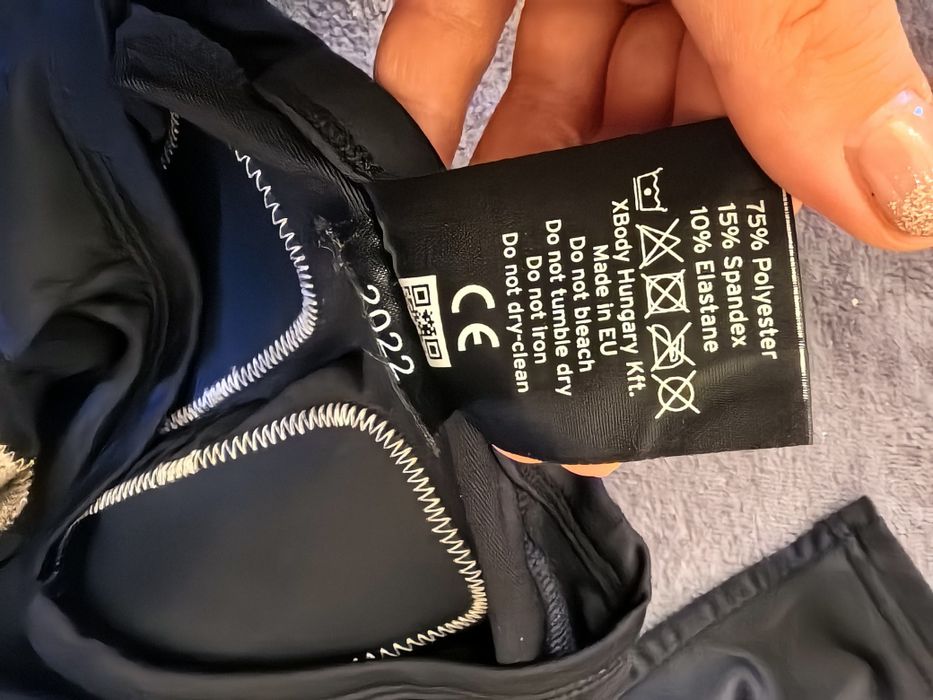 75% Polyester
15% Spandex
10% Elastane
XBody Hungary Kft.
Made in EU
Do not bleach
Do not tumble dry
Do not iron
Do not dry-clean
CE
2022